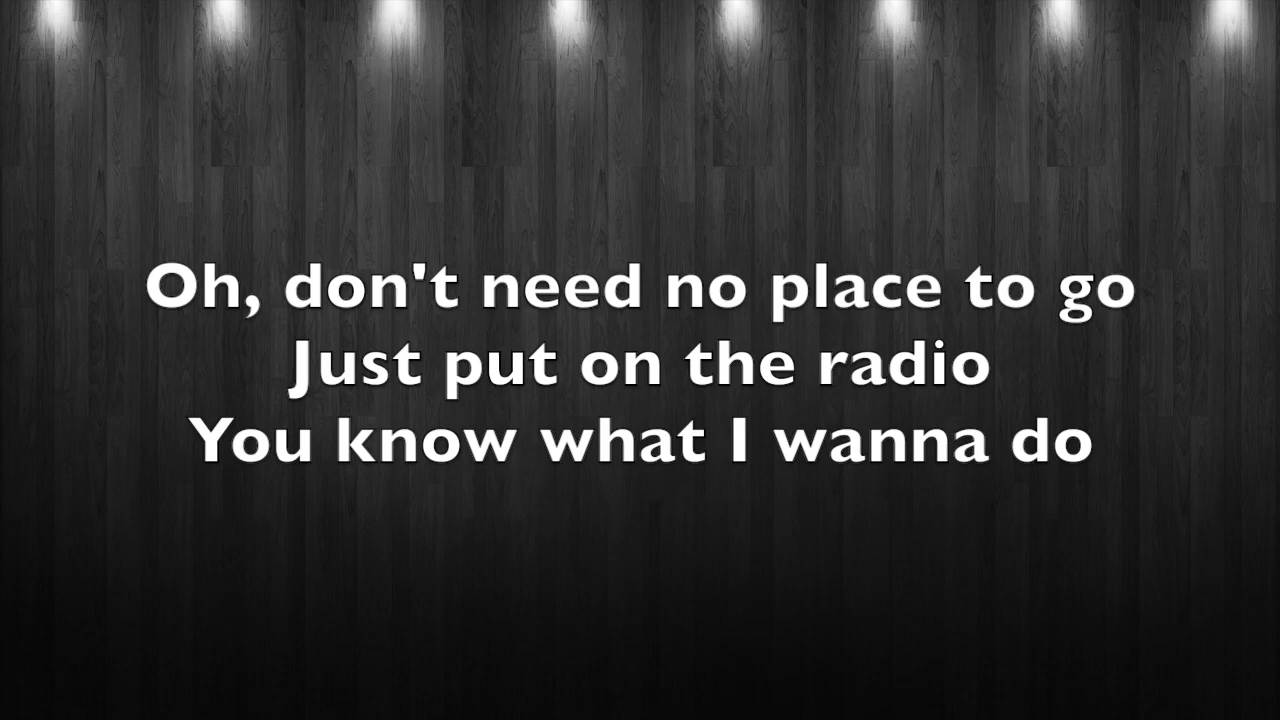 Oh, don't need no place to go
Just put on the radio
You know what I wanna do